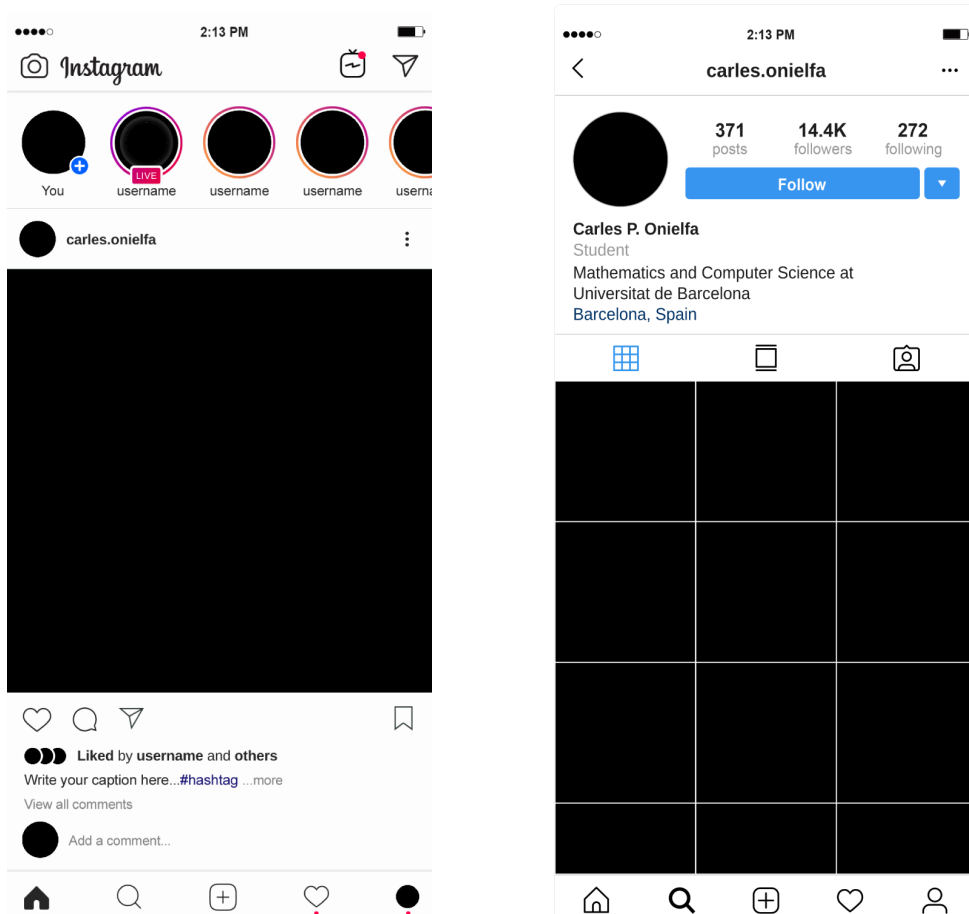 2:13 PM
Instagram
LIVE
You username username username userna
carles.onielfa
Liked by username and others
Write your caption here...#hashtag ...more
View all comments
Add a comment...
2:13 PM
carles.onielfa
371 14.4K 272
posts followers following
Follow
Carles P. Onielfa
Student
Mathematics and Computer Science at
Universitat de Barcelona
Barcelona, Spain